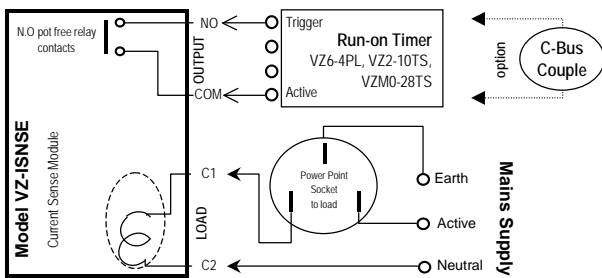 N.O pot free relay
contacts
Model VZ-ISNSE
Current Sense Module
NO
OUTPUT
COM
Trigger
Active
Run-on Timer
VZ6-4PL, VZ2-10TS,
VZM0-28TS
option
C-Bus
Couple
C1
LOAD
C2
Power Point
Socket
to load
Earth
Active
Neutral
Mains Supply